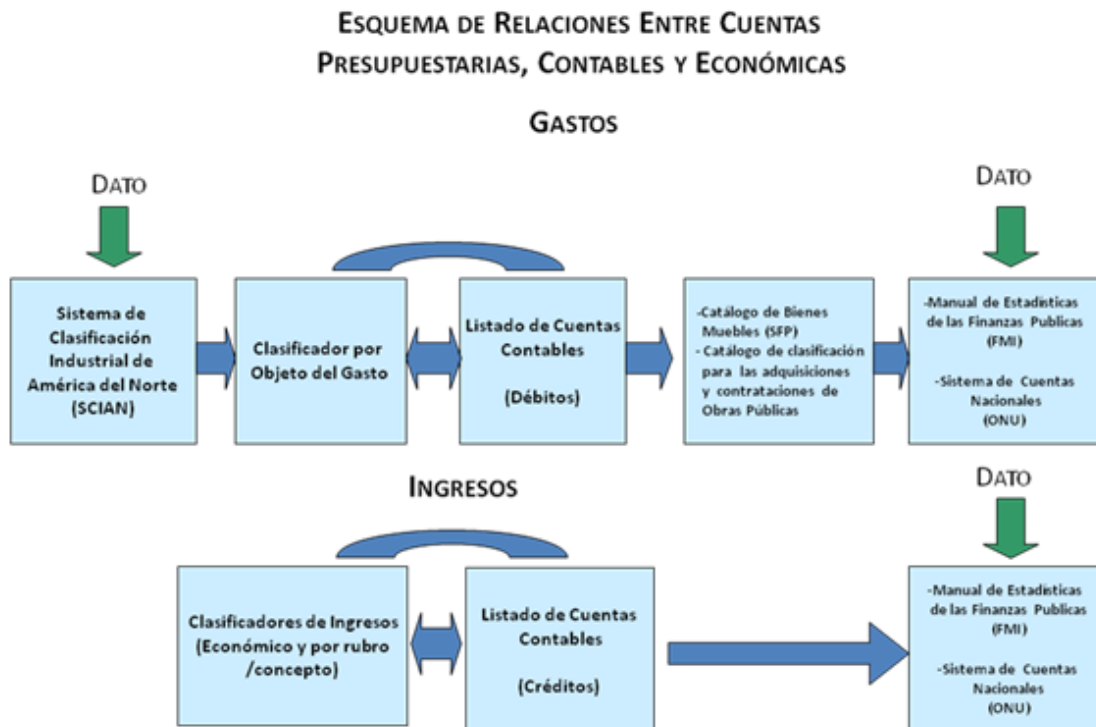 ESQUEMA DE RELACIONES ENTRE CUENTAS
PRESUPUESTARIAS, CONTABLES Y ECONÓMICAS
GASTOS
DATO
DATO
Sistema de
Clasificación
Industrial de
América del Norte
(SCIAN)
Clasificador por
Objeto del Gasto
Listado de Cuentas
Contables
(Débitos)
-Catálogo de Bienes
Muebles (SFP)
- Catálogo de clasificación
para las adquisiciones
y contrataciones de
Obras Públicas
-Manual de Estadísticas
de las Finanzas Publicas
(FMI)
-Sistema de Cuentas
Nacionales
(ONU)
INGRESOS
DATO
Clasificadores de Ingresos
(Económico y por rubro
/concepto)
Listado de Cuentas
Contables
(Créditos)
-Manual de Estadísticas
de las Finanzas Publicas
(FMI)
-Sistema de Cuentas
Nacionales
(ONU)